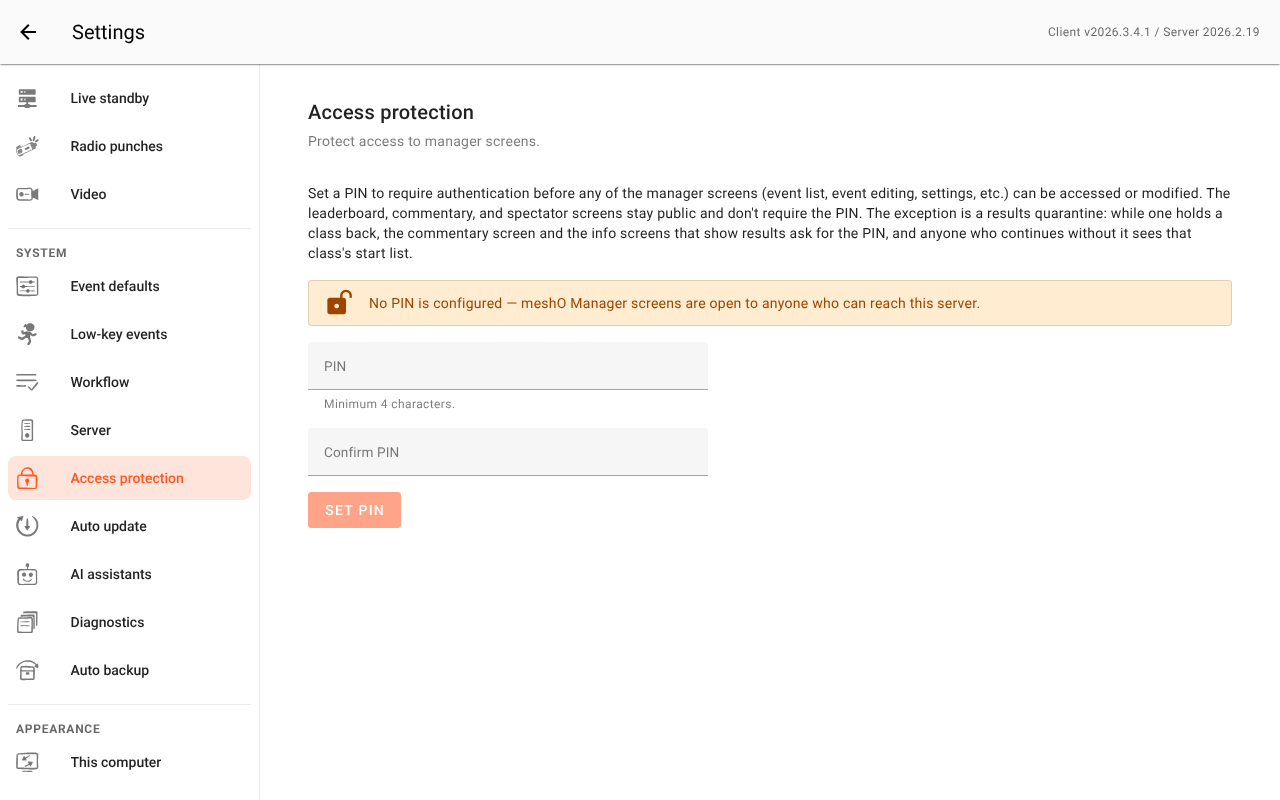 Settings
Client v2026.3.4.1 / Server 2026.2.19
Live standby
Radio punches
Video
SYSTEM
Event defaults
Low-key events
Workflow
Server
Access protection
Auto update
AI assistants
Diagnostics
Auto backup
APPEARANCE
This computer
Access protection
Protect access to manager screens.
Set a PIN to require authentication before any of the manager screens (event list, event editing, settings, etc.) can be accessed or modified. The
leaderboard, commentary, and spectator screens stay public and don't require the PIN. The exception is a results quarantine: while one holds a
class back, the commentary screen and the info screens that show results ask for the PIN, and anyone who continues without it sees that
class's start list.
No PIN is configured — meshO Manager screens are open to anyone who can reach this server.
PIN
Minimum 4 characters.
Confirm PIN
SET PIN